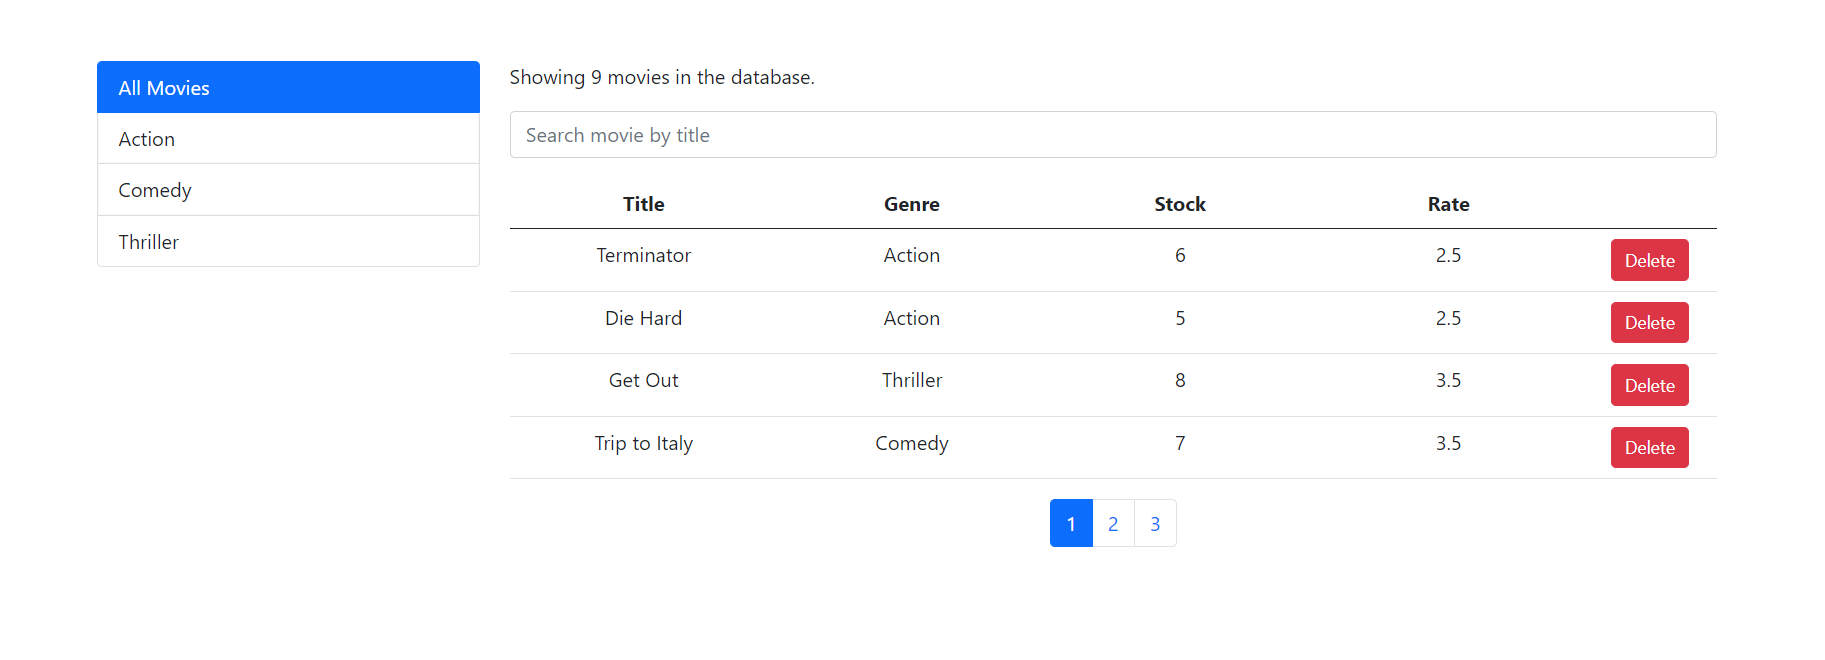 All Movies
Action
Comedy
Thriller
Showing 9 movies in the database.
Search movie by title
Title Genre Stock Rate
Terminator Action 6 2.5 Delete
Die Hard Action 5 2.5 Delete
Get Out Thriller 8 3.5 Delete
Trip to Italy Comedy 7 3.5 Delete
1 2 3